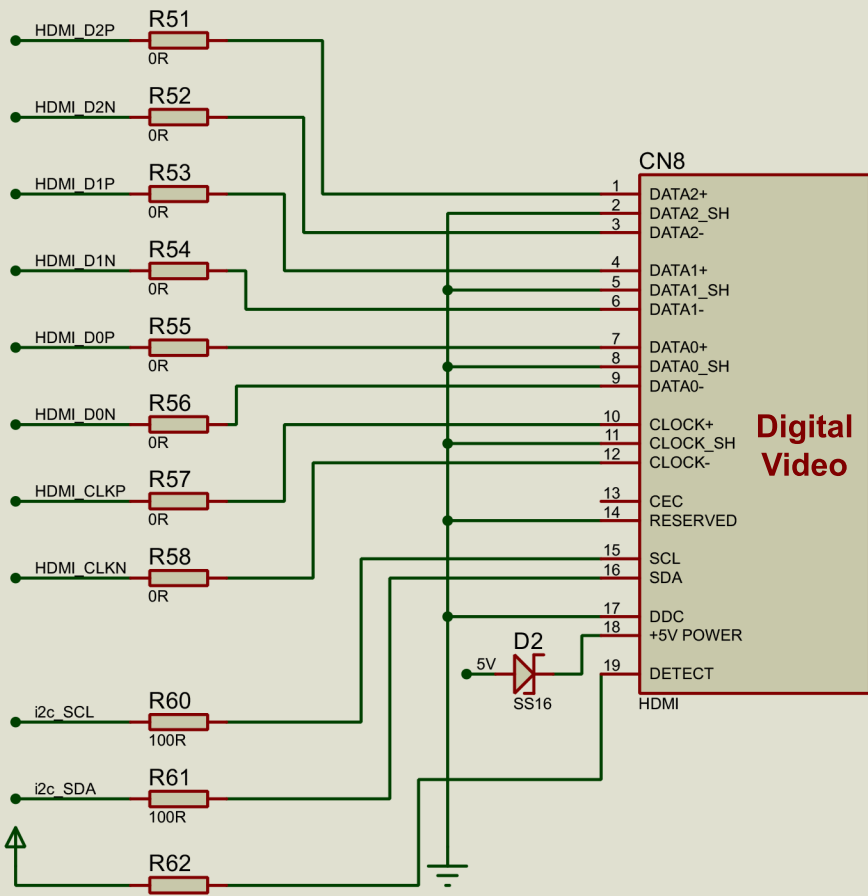 R51
HDMI_D2P
0R
R52
HDMI_D2N
0R
R53
HDMI_D1P
0R
R54
HDMI_D1N
0R
R55
HDMI_D0P
0R
R56
HDMI_D0N
0R
R57
HDMI_CLKP
0R
R58
HDMI_CLKN
0R
R60
i2c_SCL
100R
R61
i2c_SDA
100R
R62
D2
5V
SS16
CN8
1 DATA2+
2 DATA2_SH
3 DATA2-
4 DATA1+
5 DATA1_SH
6 DATA1-
7 DATA0+
8 DATA0_SH
9 DATA0-
10 CLOCK+
11 CLOCK_SH
12 CLOCK-
13 CEC
14 RESERVED
15 SCL
16 SDA
17 DDC
18 +5V POWER
19 DETECT
HDMI
Digital
Video